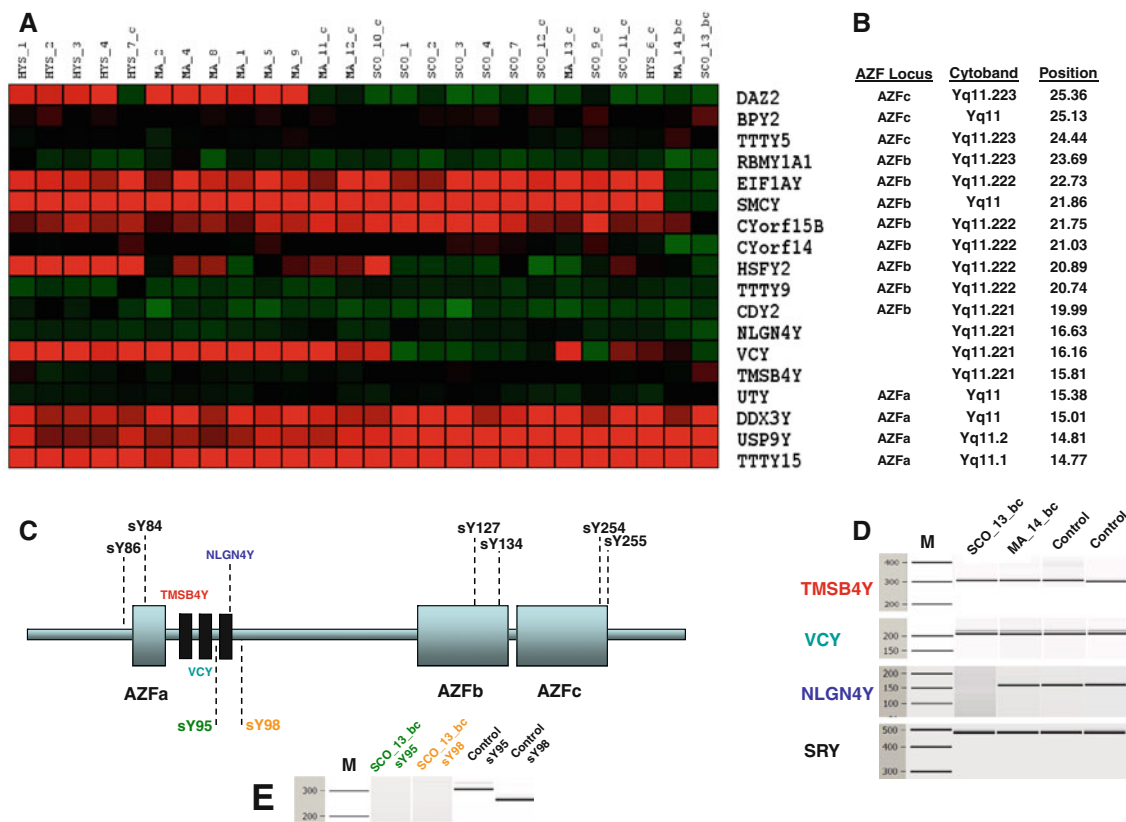 A
HYS_1 HYS_2 HYS_3 HYS_4 HYS_7_c MA_2 MA_4 MA_8 MA_1 MA_5 MA_9 MA_11_c MA_12_c SCO_10_c SCO_1 SCO_2 SCO_3 SCO_4 SCO_7 SCO_12_c MA_13_c SCO_9_c SCO_11_c HYS_6_c MA_14_bc SCO_13_bc
DAZ2
BPY2
TTTY5
RBMY1A1
EIF1AY
SMCY
CYorf15B
CYorf14
HSFY2
TTTY9
CDY2
NLGN4Y
VCY
TMSB4Y
UTY
DDX3Y
USP9Y
TTTY15
B
AZF Locus Cytoband Position
AZFc Yq11.223 25.36
AZFc Yq11 25.13
AZFc Yq11.223 24.44
AZFb Yq11.223 23.69
AZFb Yq11.222 22.73
AZFb Yq11 21.86
AZFb Yq11.222 21.75
AZFb Yq11.222 21.03
AZFb Yq11.222 20.89
AZFb Yq11.222 20.74
AZFb Yq11.221 19.99
Yq11.221 16.63
Yq11.221 16.16
Yq11.221 15.81
AZFa Yq11 15.38
AZFa Yq11 15.01
AZFa Yq11.2 14.81
AZFa Yq11.1 14.77
C
sY84
sY86
sY127
sY134
sY254
sY255
NLGN4Y
TMSB4Y
VCY
AZFa
AZFb
AZFc
sY95
sY98
D
M
SCO_13_bc
MA_14_bc
Control
Control
TMSB4Y
400
300
200
VCY
200
150
NLGN4Y
200
150
100
SRY
500
400
300
E
M
SCO_13_bc
sY95
SCO_13_bc
sY98
Control
sY95
Control
sY98
300
200